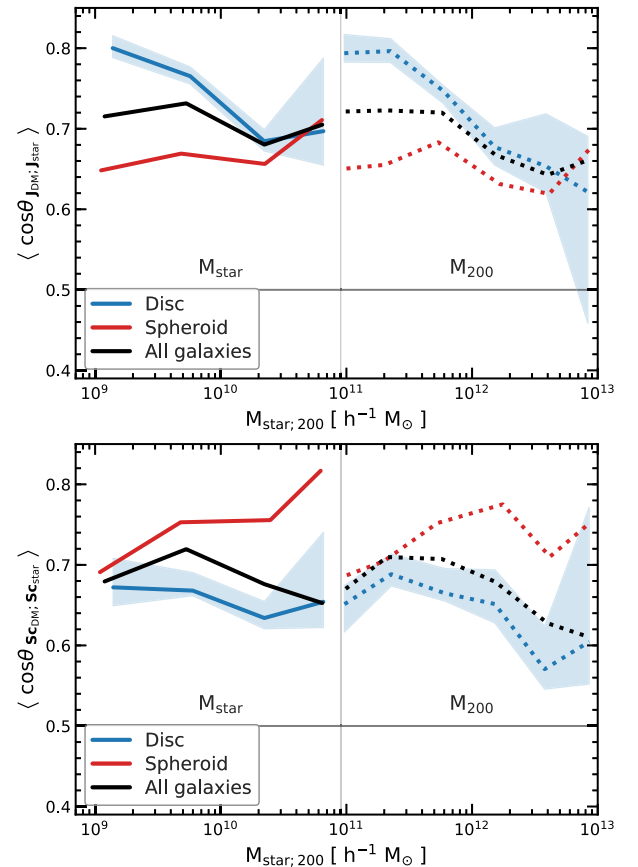 0.8
0.7
0.6
0.5
0.4
⟨ cosθ J_DM; J_star ⟩
M_star
M_200
Disc
Spheroid
All galaxies
10^9
10^10
10^11
10^12
10^13
M_star; 200 [ h^−1 M_⊙ ]
0.8
0.7
0.6
0.5
0.4
⟨ cosθ Sc_DM; Sc_star ⟩
M_star
M_200
Disc
Spheroid
All galaxies
10^9
10^10
10^11
10^12
10^13
M_star; 200 [ h^−1 M_⊙ ]